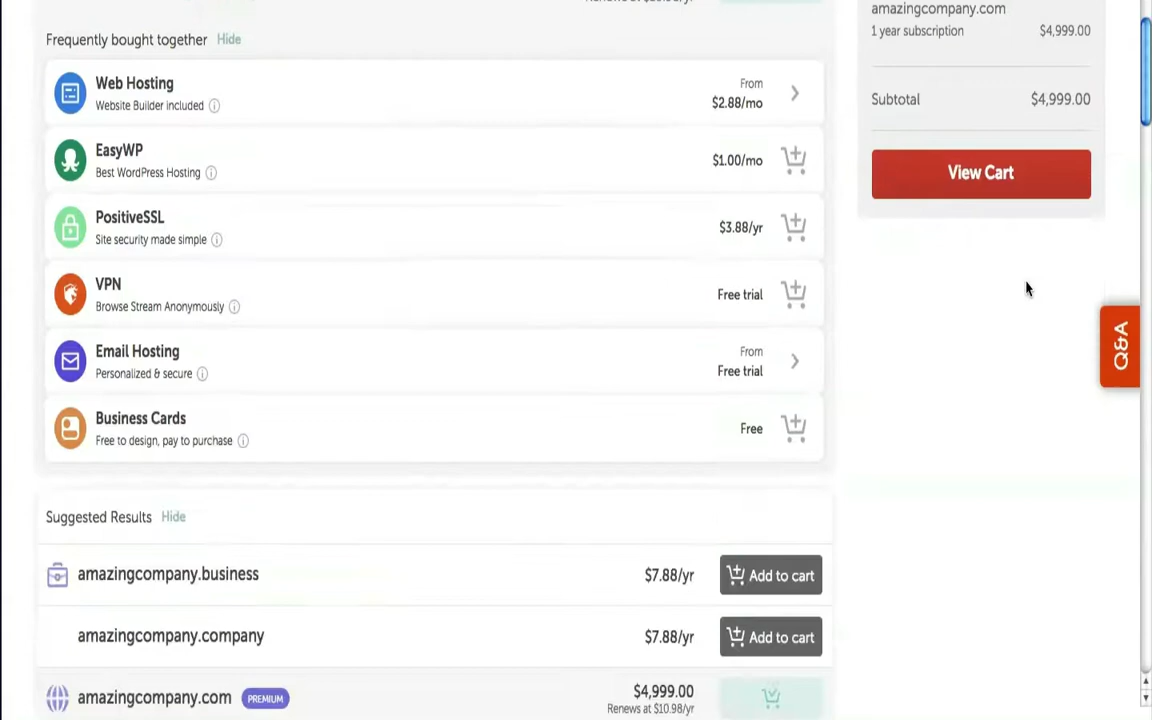 amazingcompany.com
1 year subscription $4,999.00
Frequently bought together Hide
Web Hosting
Website Builder included
From
$2.88/mo
Subtotal $4,999.00
EasyWP
Best WordPress Hosting
$1.00/mo
View Cart
PositiveSSL
Site security made simple
$3.88/yr
VPN
Browse Stream Anonymously
Free trial
Q&A
Email Hosting
Personalized & secure
From
Free trial
Business Cards
Free to design, pay to purchase
Free
Suggested Results Hide
amazingcompany.business $7.88/yr Add to cart
amazingcompany.company $7.88/yr Add to cart
amazingcompany.com PREMIUM $4,999.00
Renews at $10.98/yr